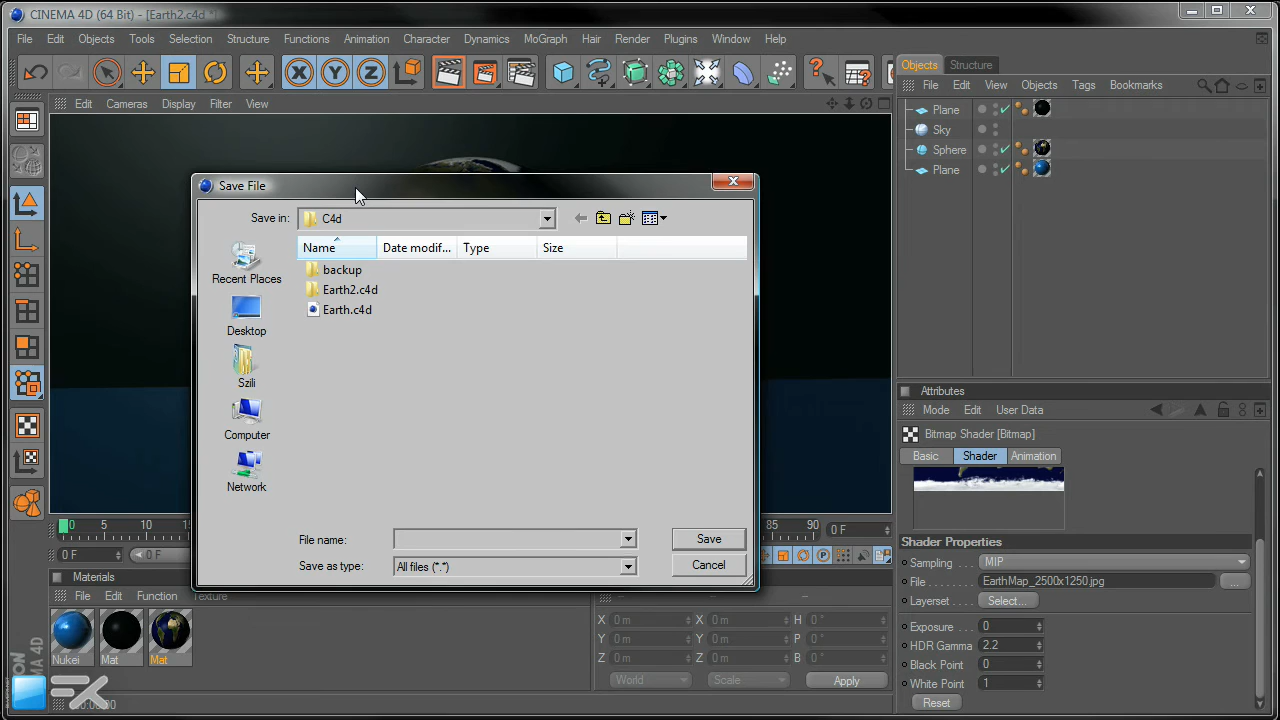 CINEMA 4D (64 Bit) - [Earth2.c4d *]
File Edit Objects Tools Selection Structure Functions Animation Character Dynamics MoGraph Hair Render Plugins Window Help
Objects Structure
File Edit View Objects Tags Bookmarks
Edit Cameras Display Filter View
Plane
Sky
Sphere
Plane
Save File
Save in: C4d
Name Date modif... Type Size
backup
Earth2.c4d
Earth.c4d
Recent Places
Desktop
Szili
Computer
Network
File name: Save
Save as type: All files (*.*) Cancel
Attributes
Mode Edit User Data
Bitmap Shader [Bitmap]
Basic Shader Animation
Shader Properties
Sampling MIP
File EarthMap_2500x1250.jpg ...
Layerset Select...
Exposure 0
HDR Gamma 2.2
Black Point 0
White Point 1
Reset
0 5 10 85 90 0 F
0 F 0 F
Materials
File Edit Function Texture
Nukei Mat Mat
-- -- --
X 0 m X 0 m H 0 °
Y 0 m Y 0 m P 0 °
Z 0 m Z 0 m B 0 °
World Scale Apply